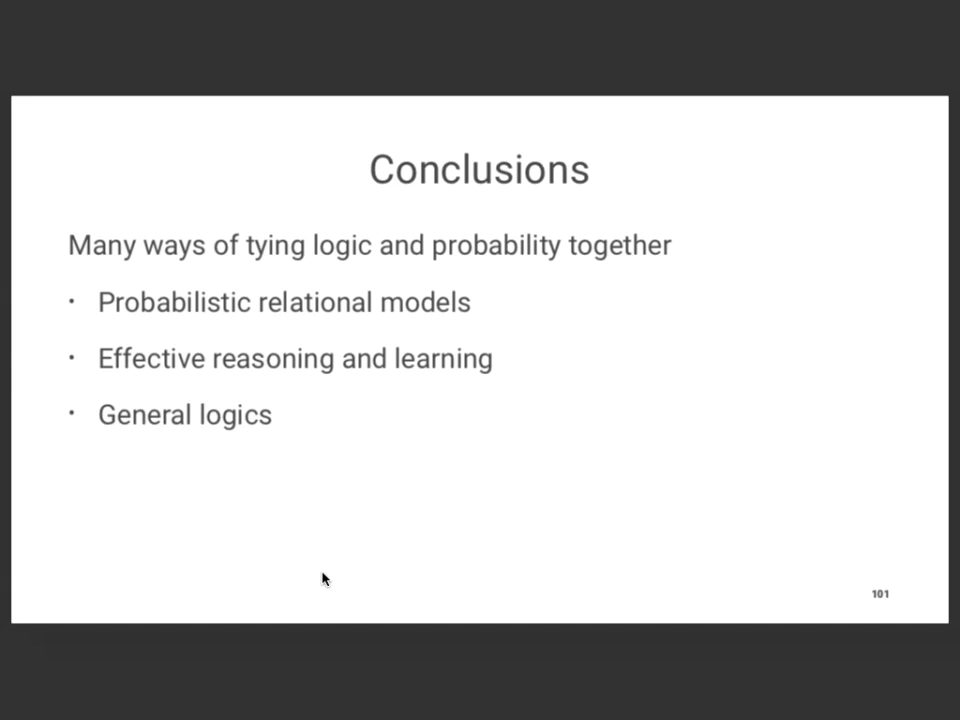 Conclusions
Many ways of tying logic and probability together
• Probabilistic relational models
• Effective reasoning and learning
• General logics
101